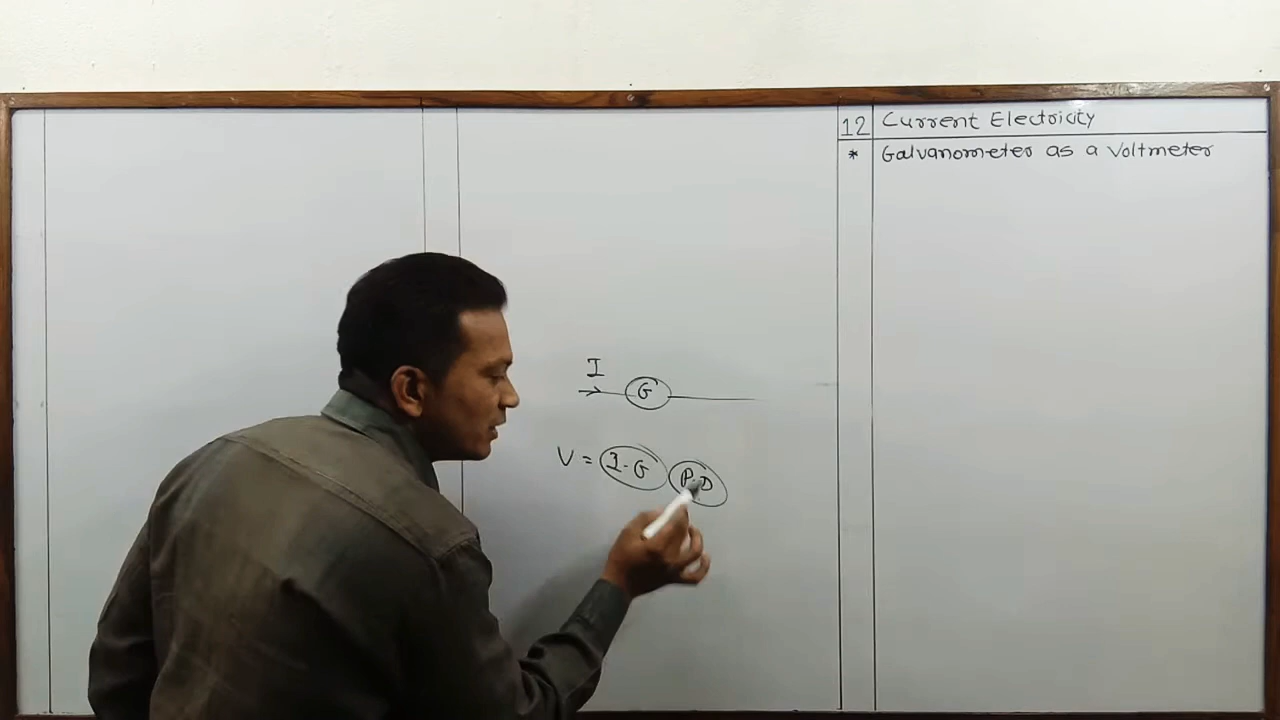 12 Current Electricity
* Galvanometer as a Voltmeter
I
G
V = I·G P.D